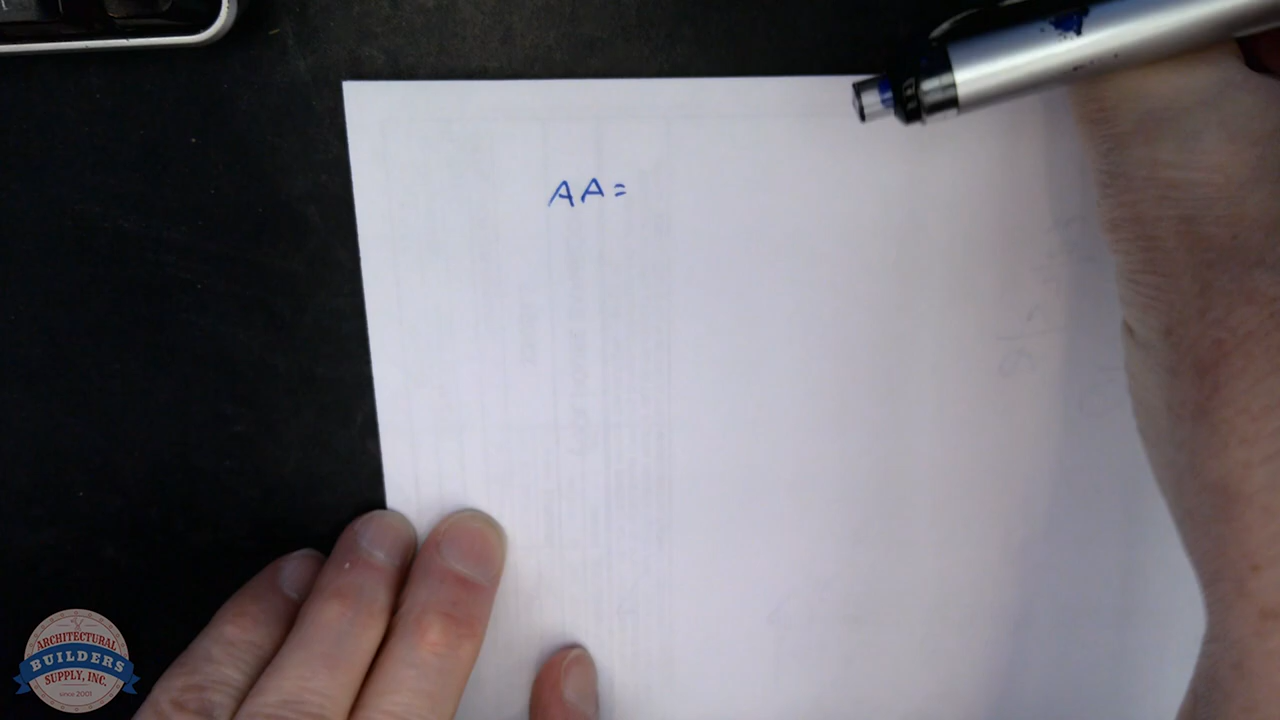 AA=
ARCHITECTURAL
BUILDERS
SUPPLY, INC.
since 2001